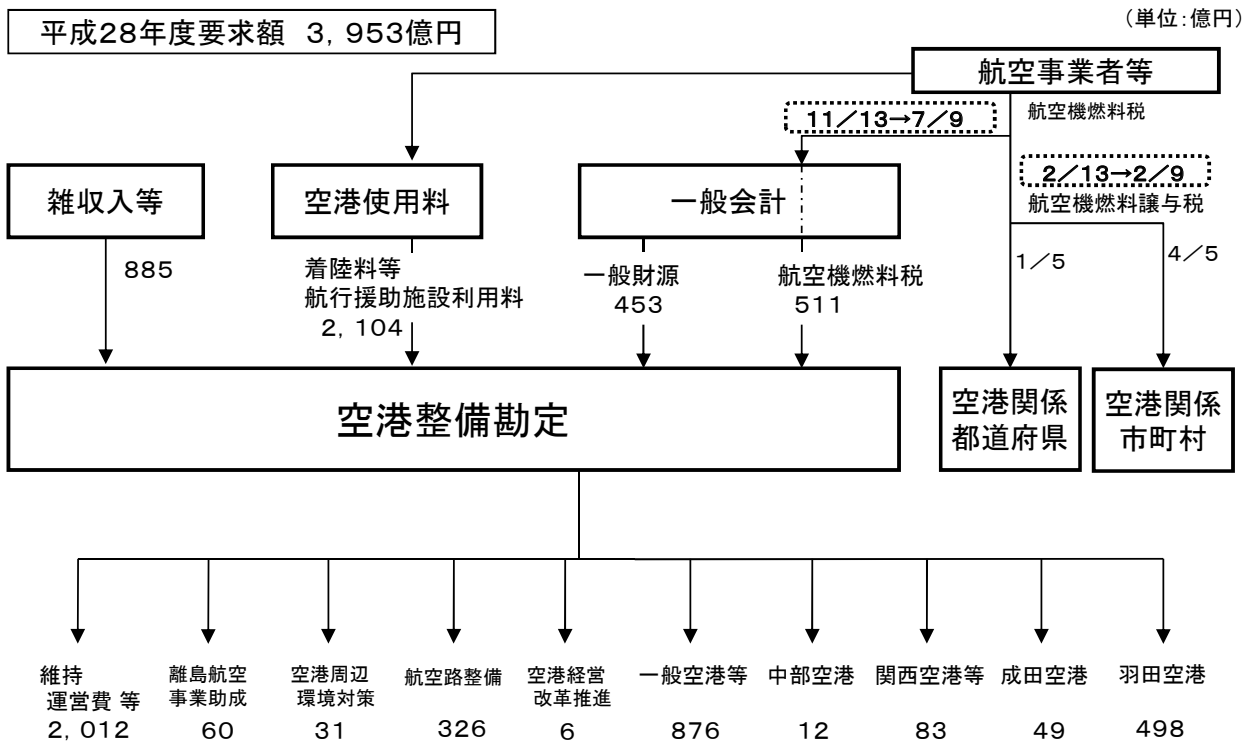 平成28年度要求額 3,953億円
（単位：億円）
航空事業者等
11／13→7／9
航空機燃料税
2／13→2／9
航空機燃料譲与税
雑収入等
空港使用料
一般会計
885
着陸料等
航行援助施設利用料
2,104
一般財源
453
航空機燃料税
511
1／5
4／5
空港整備勘定
空港関係
都道府県
空港関係
市町村
維持
運営費 等
2,012
離島航空
事業助成
60
空港周辺
環境対策
31
航空路整備
326
空港経営
改革推進
6
一般空港等
876
中部空港
12
関西空港等
83
成田空港
49
羽田空港
498